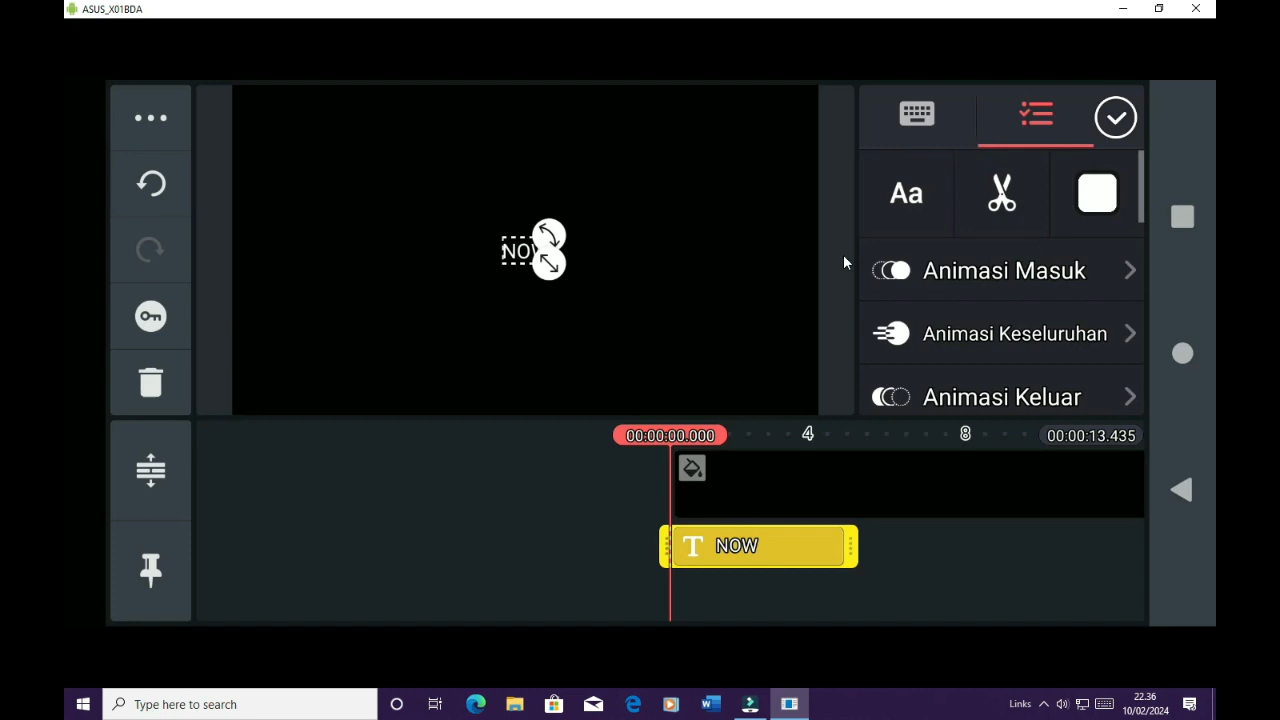 ASUS_X01BDA
NOW
Aa
Animasi Masuk
Animasi Keseluruhan
Animasi Keluar
00:00:00.000
4
8
00:00:13.435
T NOW
Type here to search
Links
22.36
10/02/2024